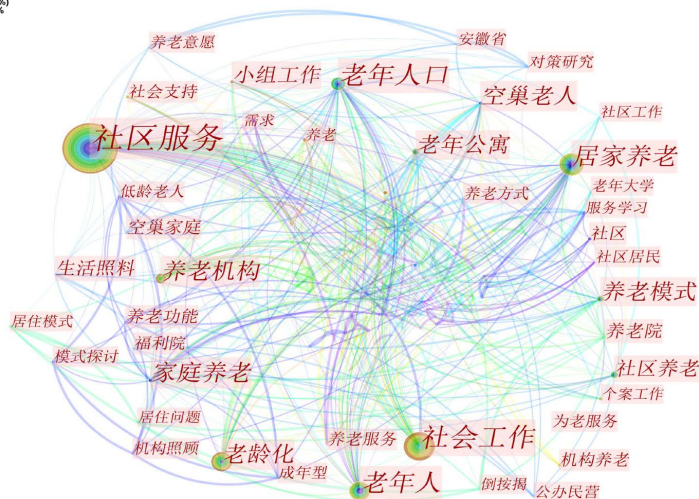 %)
%
安徽省
养老意愿
对策研究
小组工作
老年人口
社会支持
空巢老人
社区工作
需求
养老
社区服务
老年公寓
居家养老
低龄老人
养老方式
老年大学
服务学习
空巢家庭
社区
社区居民
生活照料
养老机构
养老模式
居住模式
养老功能
养老院
福利院
模式探讨
家庭养老
社区养老
个案工作
居住问题
为老服务
机构照顾
养老服务
社会工作
老龄化
机构养老
成年型
老年人
倒按揭
公办民营